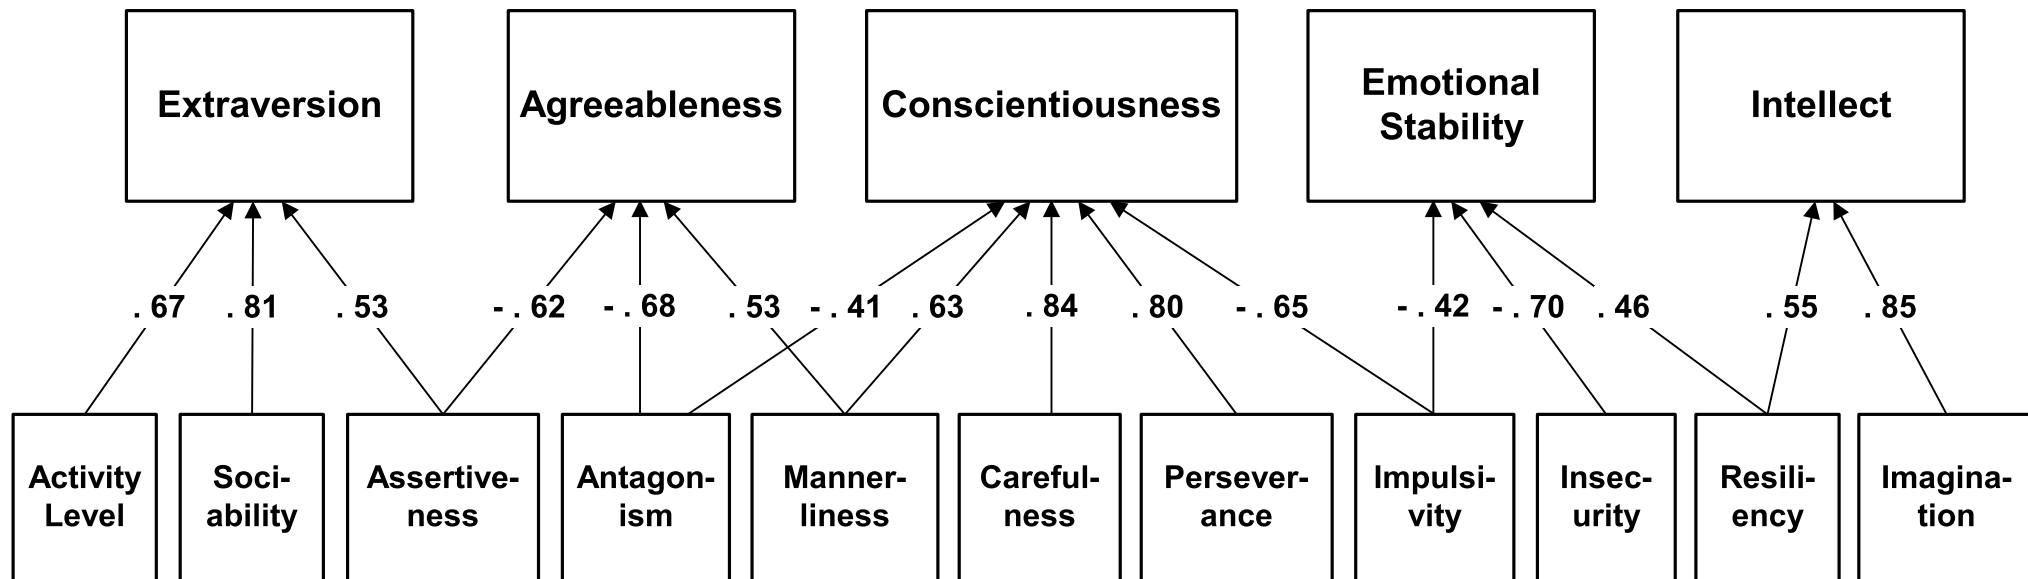 Extraversion
Agreeableness
Conscientiousness
Emotional
Stability
Intellect
. 67
. 81
. 53
- . 62
- . 68
. 53
- . 41
. 63
. 84
. 80
- . 65
- . 42
- . 70
. 46
. 55
. 85
Activity
Level
Soci-
ability
Assertive-
ness
Antagon-
ism
Manner-
liness
Careful-
ness
Persever-
ance
Impulsi-
vity
Insec-
urity
Resili-
ency
Imagina-
tion